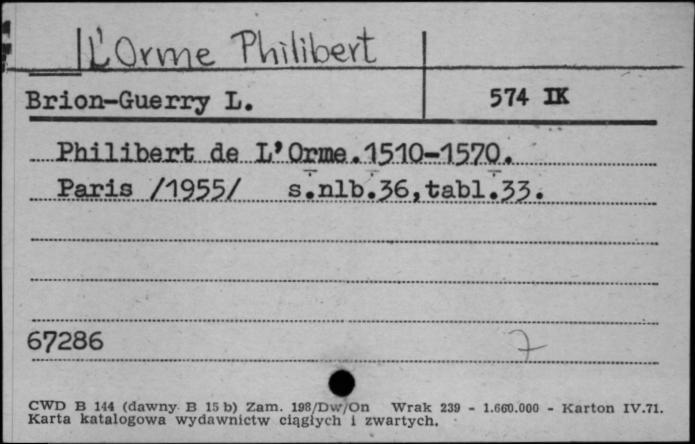 L'Orme Philibert
Brion-Guerry L. 574 IK
Philibert de L'Orme.1510-1570.
Paris /1955/ s.nlb.36,tabl.33.
67286 7
CWD B 144 (dawny B 15 b) Zam. 198/Dw/On Wrak 239 - 1.660.000 - Karton IV.71.
Karta katalogowa wydawnictw ciągłych i zwartych.